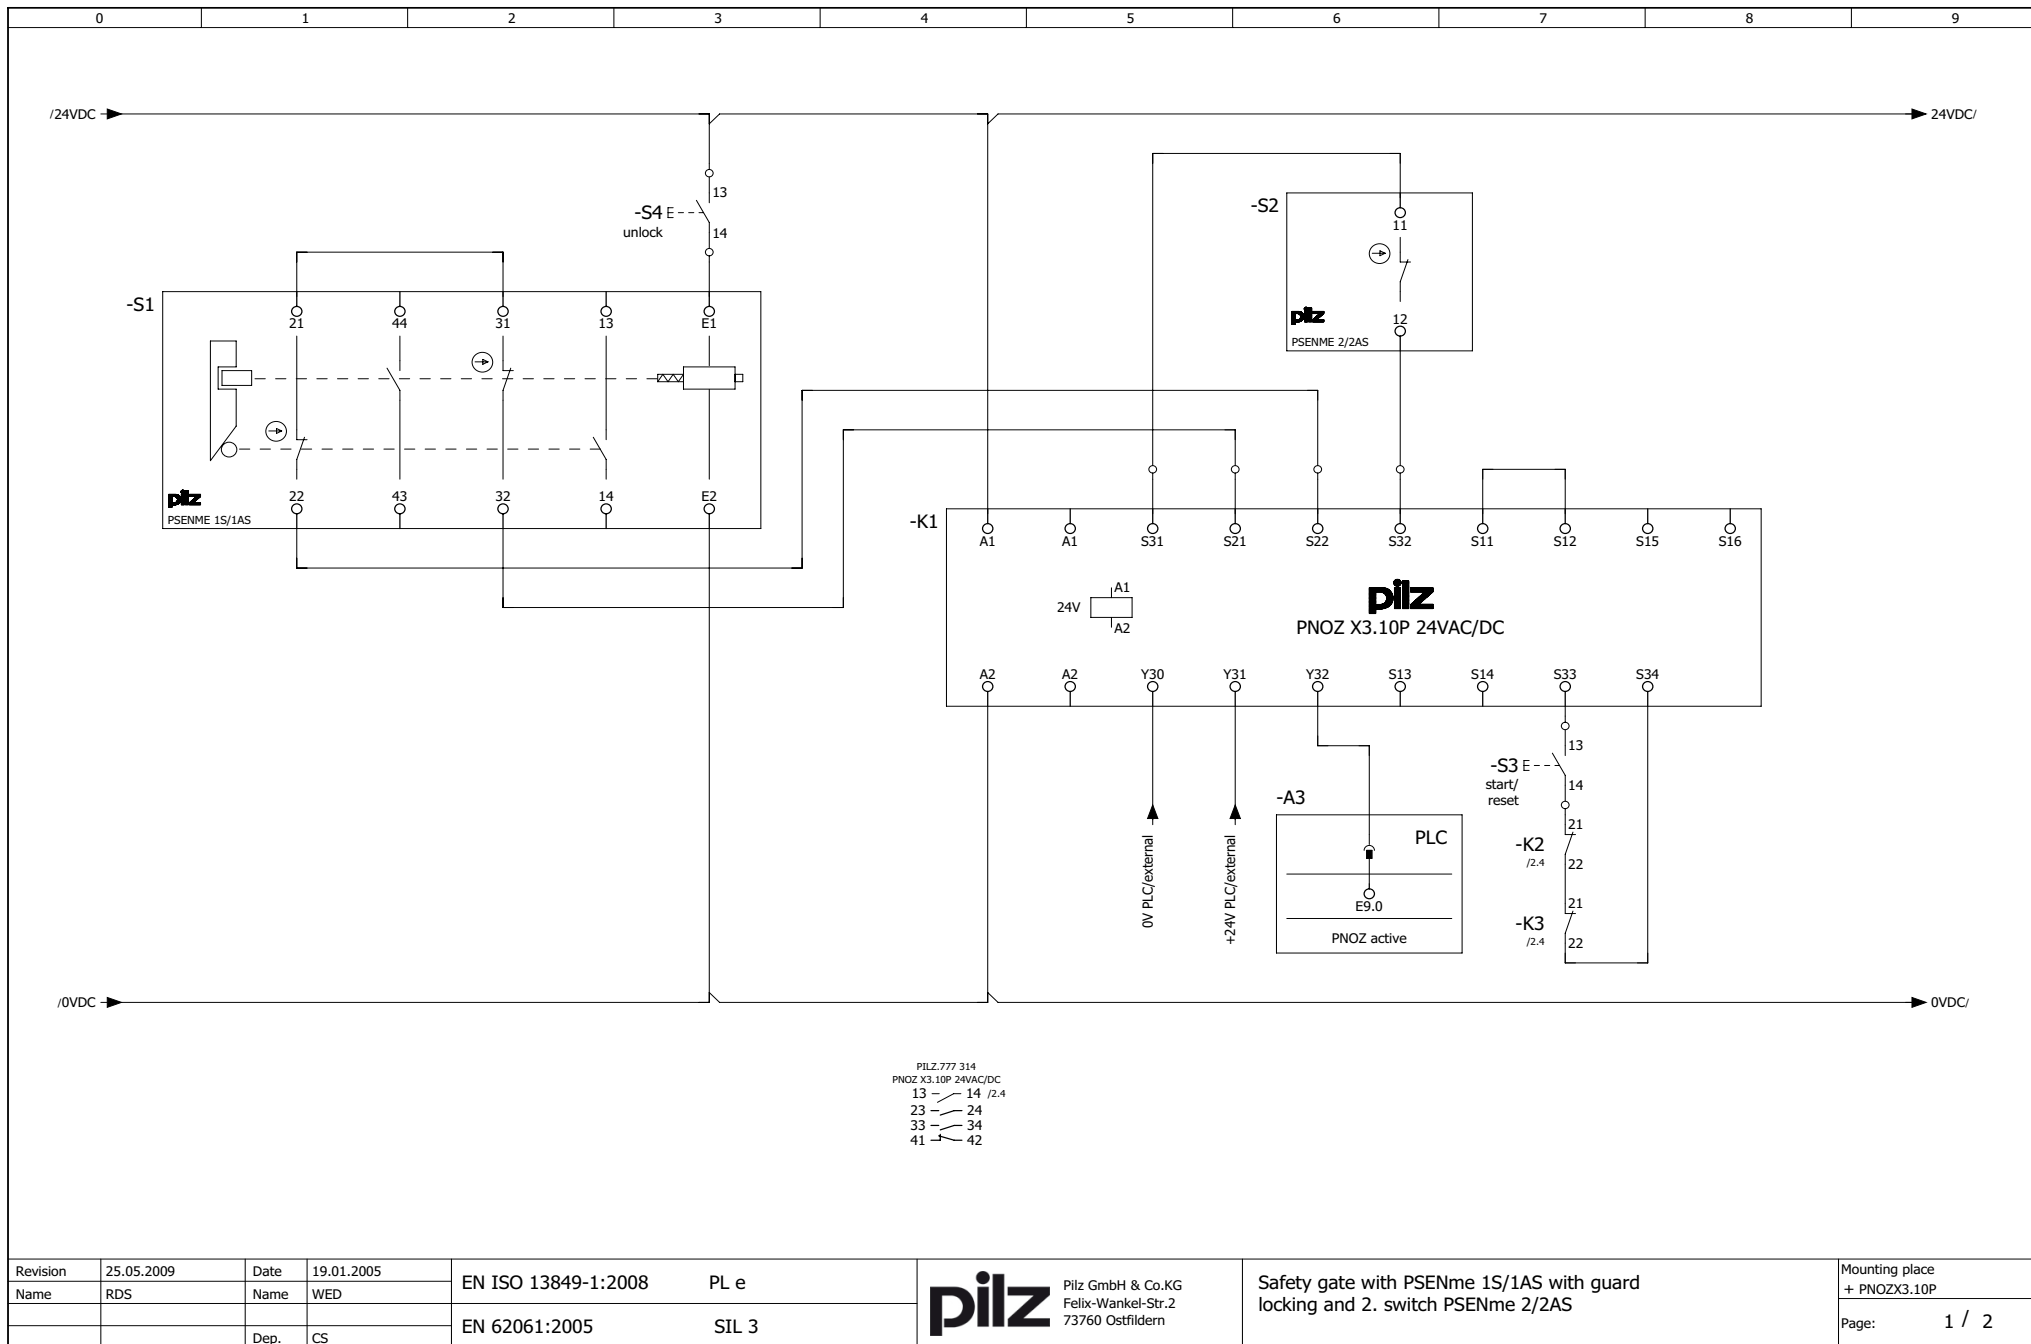 0 1 2 3 4 5 6 7 8 9
/24VDC
24VDC/
13
-S4
unlock
14
-S2
11
12
pilz
PSENME 2/2AS
-S1
21 44 31 13 E1
22 43 32 14 E2
pilz
PSENME 1S/1AS
-K1
A1 A1 S31 S21 S22 S32 S11 S12 S15 S16
A1
24V
A2
pilz
PNOZ X3.10P 24VAC/DC
A2 A2 Y30 Y31 Y32 S13 S14 S33 S34
0V PLC/external
+24V PLC/external
-A3
PLC
E9.0
PNOZ active
13
-S3
start/
reset
14
21
-K2
/2.4
22
21
-K3
/2.4
22
/0VDC
0VDC/
PILZ.777 314
PNOZ X3.10P 24VAC/DC
13 14 /2.4
23 24
33 34
41 42
Revision 25.05.2009 Date 19.01.2005
Name RDS Name WED
Dep. CS
EN ISO 13849-1:2008 PL e
EN 62061:2005 SIL 3
pilz
Pilz GmbH & Co.KG
Felix-Wankel-Str.2
73760 Ostfildern
Safety gate with PSENme 1S/1AS with guard
locking and 2. switch PSENme 2/2AS
Mounting place
+ PNOZX3.10P
Page: 1 / 2